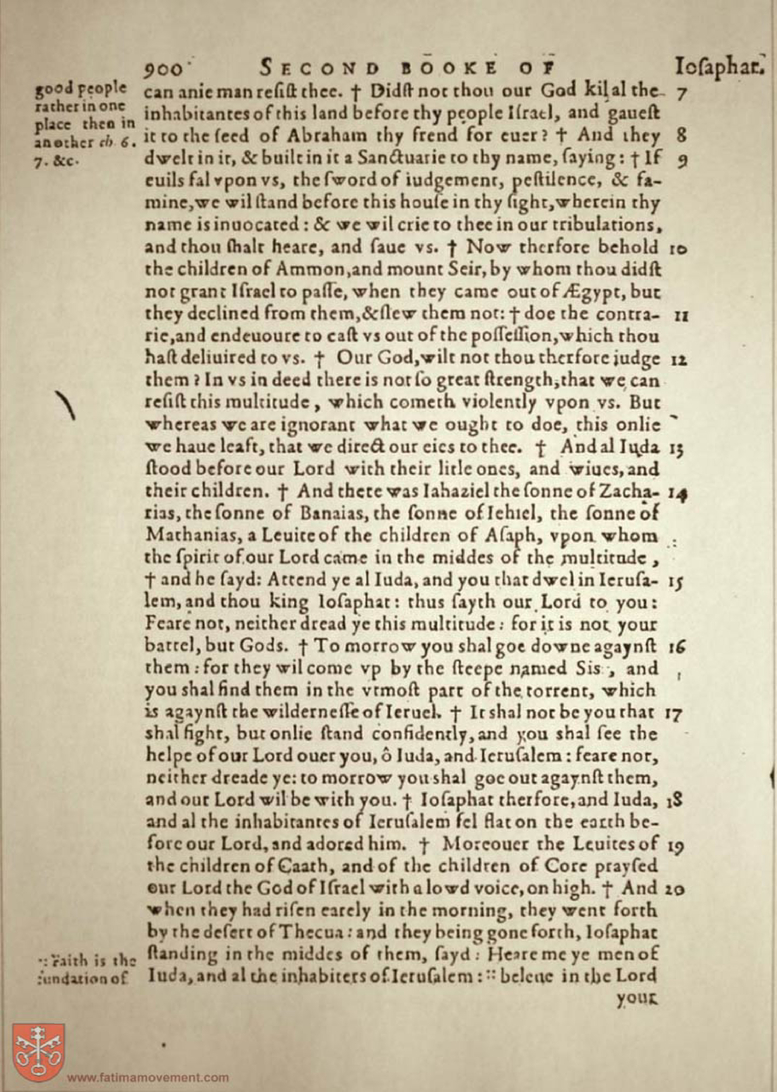 900 SECOND BOOKE OF Iosaphat.
good people
rather in one
place then in
another ch 6.
7. &c.
can anie man resist thee. † Didst not thou our God kil al the 7
inhabitantes of this land before thy people Israel, and gauest
it to the seed of Abraham thy frend for euer? † And they 8
dwelt in it, & built in it a Sanctuarie to thy name, saying: † If 9
euils fal vpon vs, the sword of iudgement, pestilence, & fa-
mine, we wil stand before this house in thy sight, wherein thy
name is inuocated: & we wil crie to thee in our tribulations,
and thou shalt heare, and saue vs. † Now therfore behold 10
the children of Ammon, and mount Seir, by whom thou didst
not grant Israel to passe, when they came out of Ægypt, but
they declined from them, & slew them not: † doe the contra- 11
rie, and endeuoure to cast vs out of the possession, which thou
hast deliuired to vs. † Our God, wilt not thou therfore judge 12
them? In vs in deed there is not so great strength, that we can
resist this multitude, which cometh violently vpon vs. But
whereas we are ignorant what we ought to doe, this onlie
we haue leaft, that we direct our eies to thee. † And al Iuda 13
stood before our Lord with their litle ones, and wiues, and
their children. † And there was Iahaziel the sonne of Zacha- 14
rias, the sonne of Banaias, the sonne of Iehiel, the sonne of
Mathanias, a Leuite of the children of Asaph, vpon whom
the spirit of our Lord came in the middes of the multitude,
† and he sayd: Attend ye al Iuda, and you that dwel in Ierusa- 15
lem, and thou king Iosaphat: thus sayth our Lord to you:
Feare not, neither dread ye this multitude: for it is not your
battel, but Gods. † To morrow you shal goe downe agaynst 16
them: for they wil come vp by the steepe named Sis, and
you shal find them in the vtmost part of the torrent, which
is agaynst the wildernesse of Ieruel. † It shal not be you that 17
shal fight, but onlie stand confidently, and you shal see the
helpe of our Lord ouer you, ô Iuda, and Ierusalem: feare not,
neither dreade ye: to morrow you shal goe out agaynst them,
and our Lord wil be with you. † Iosaphat therfore, and Iuda, 18
and al the inhabitantes of Ierusalem fel flat on the earth be-
fore our Lord, and adored him. † Moreouer the Leuites of 19
the children of Caath, and of the children of Core praysed
our Lord the God of Israel with a lowd voice, on high. † And 20
when they had risen earely in the morning, they went forth
by the desert of Thecua: and they being gone forth, Iosaphat
standing in the middes of them, sayd: Heare me ye men of
Iuda, and al the inhabiters of Ierusalem: :: beleue in the Lord
your
:: Faith is the
fundation of
www.fatimamovement.com